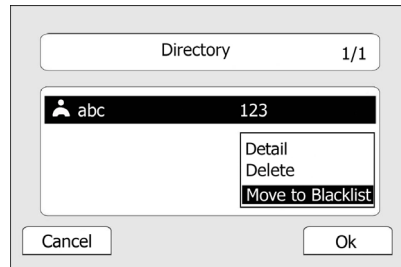 Directory 1/1
abc 123
Detail
Delete
Move to Blacklist
Cancel Ok